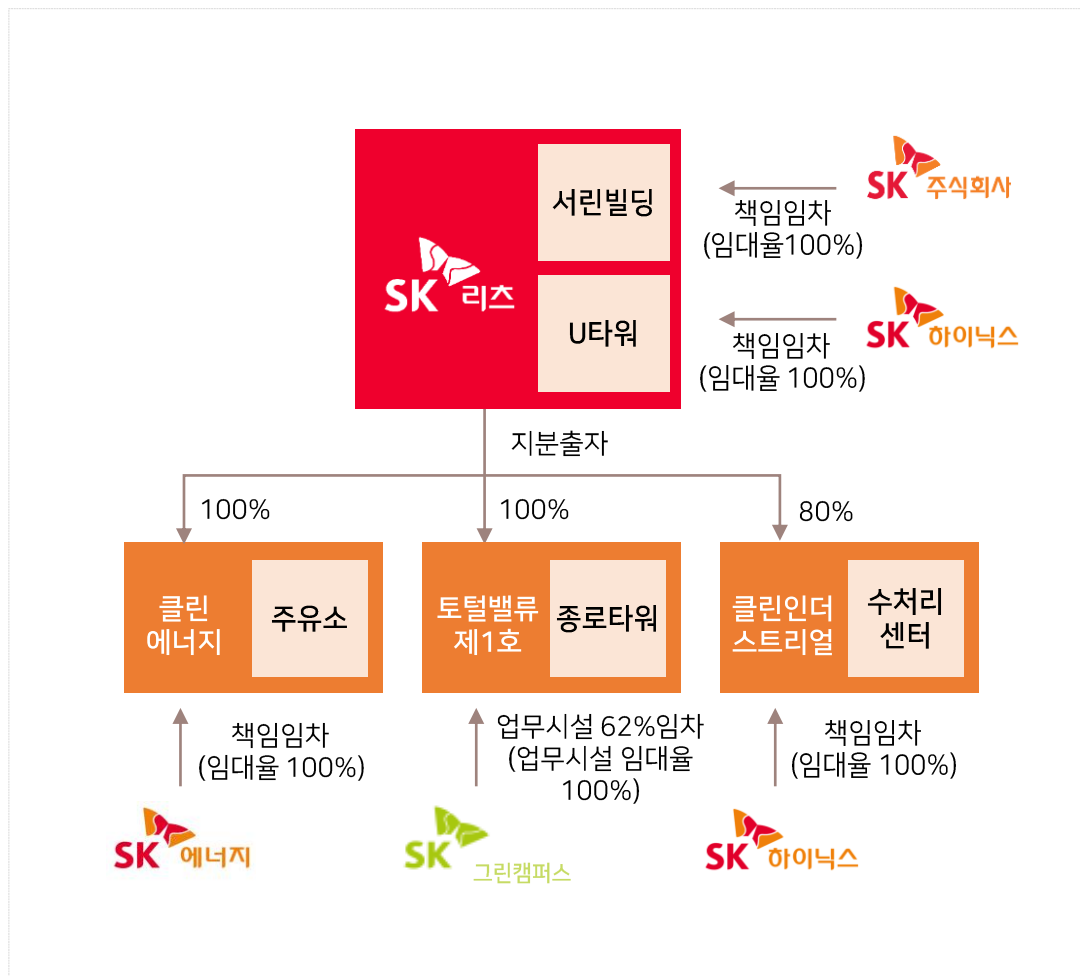 서린빌딩
SK 리츠
U타워
SK 주식회사
책임임차
(임대율100%)
SK 하이닉스
책임임차
(임대율 100%)
지분출자
100%
100%
80%
클린
에너지
주유소
토털밸류
제1호
종로타워
클린인더
스트리얼
수처리
센터
책임임차
(임대율 100%)
업무시설 62%임차
(업무시설 임대율
100%)
책임임차
(임대율 100%)
SK 에너지
SK
그린캠퍼스
SK 하이닉스